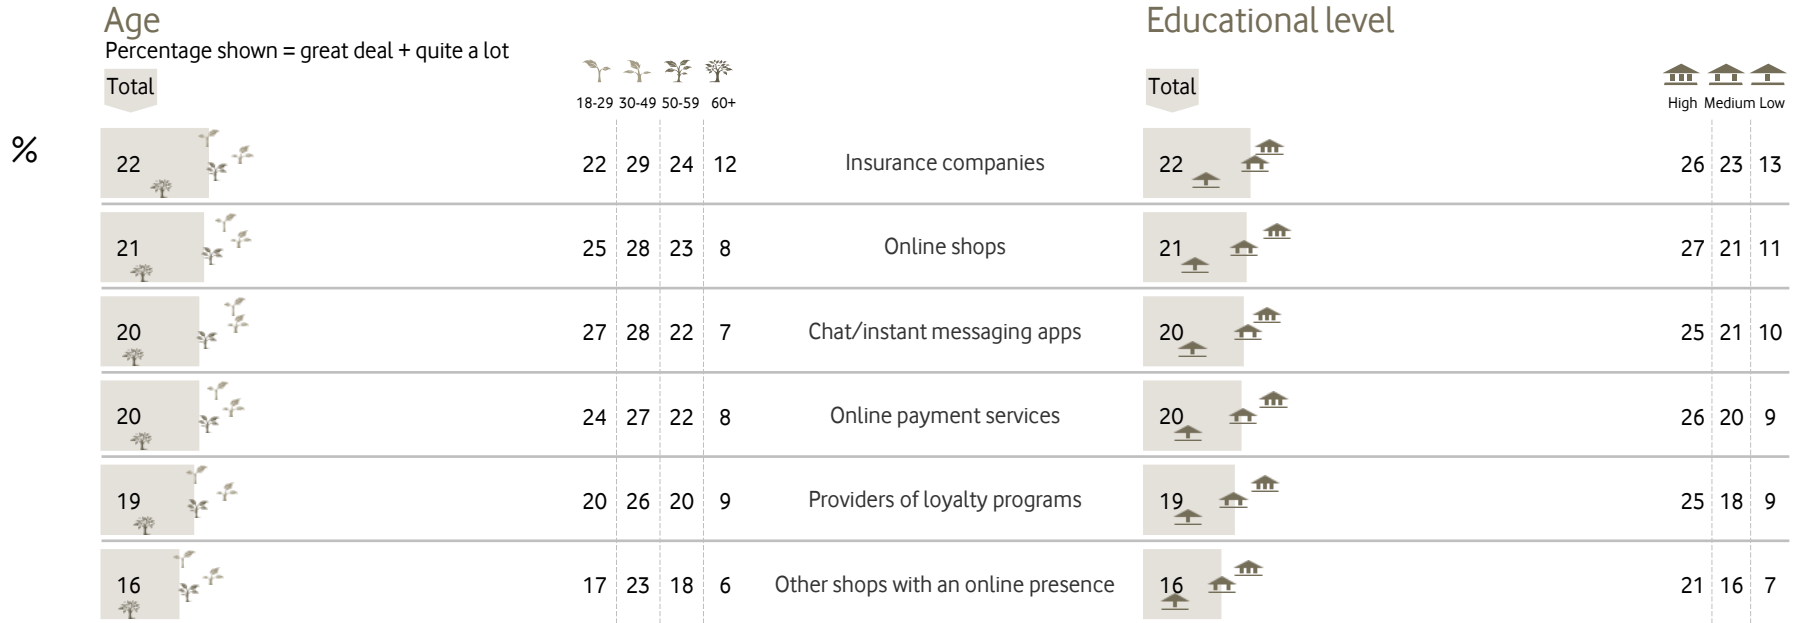 Age
Percentage shown = great deal + quite a lot
Total
18-29 30-49 50-59 60+
Educational level
Total
High Medium Low
%
22 22 29 24 12 Insurance companies 22 26 23 13
21 25 28 23 8 Online shops 21 27 21 11
20 27 28 22 7 Chat/instant messaging apps 20 25 21 10
20 24 27 22 8 Online payment services 20 26 20 9
19 20 26 20 9 Providers of loyalty programs 19 25 18 9
16 17 23 18 6 Other shops with an online presence 16 21 16 7